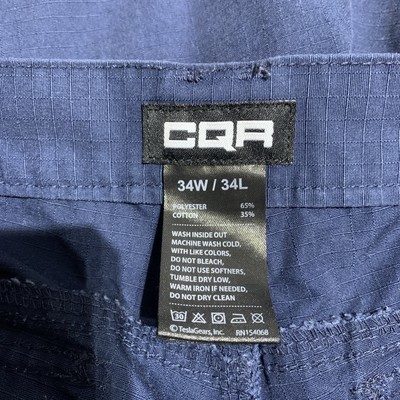 CQR
34W / 34L
POLYESTER 65%
COTTON 35%
WASH INSIDE OUT
MACHINE WASH COLD,
WITH LIKE COLORS,
DO NOT BLEACH,
DO NOT USE SOFTNERS,
TUMBLE DRY LOW,
WARM IRON IF NEEDED,
DO NOT DRY CLEAN
30
© TeslaGears, Inc. RN154068